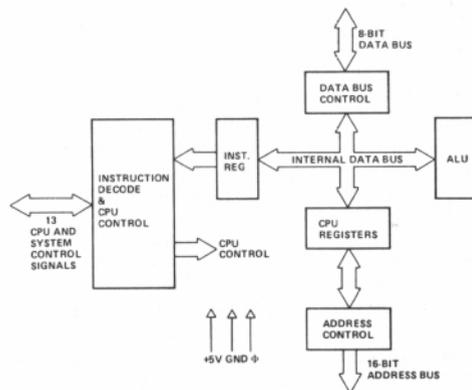 8-BIT
DATA BUS
DATA BUS
CONTROL
INSTRUCTION
DECODE
&
CPU
CONTROL
INST.
REG
INTERNAL DATA BUS
ALU
13
CPU AND
SYSTEM
CONTROL
SIGNALS
CPU
CONTROL
CPU
REGISTERS
+5V GND Φ
ADDRESS
CONTROL
16-BIT
ADDRESS BUS